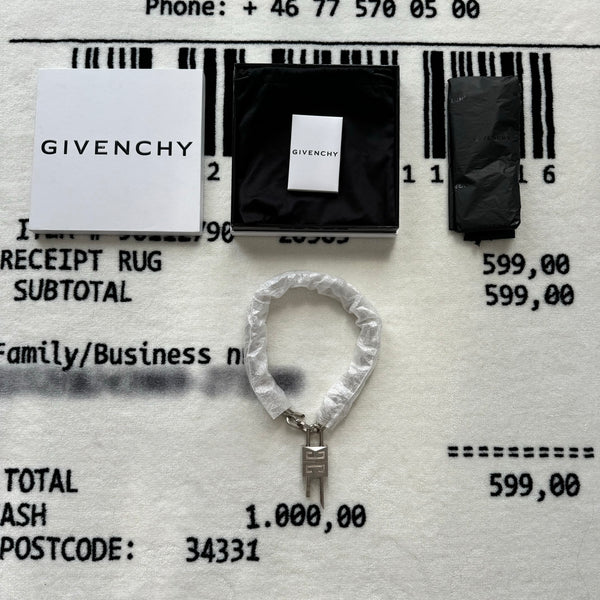 Phone: + 46 77 570 05 00
GIVENCHY
GIVENCHY
2 1 1 1 6
RECEIPT RUG 599,00
SUBTOTAL 599,00
Family/Business
==========
TOTAL 599,00
ASH 1.000,00
POSTCODE: 34331